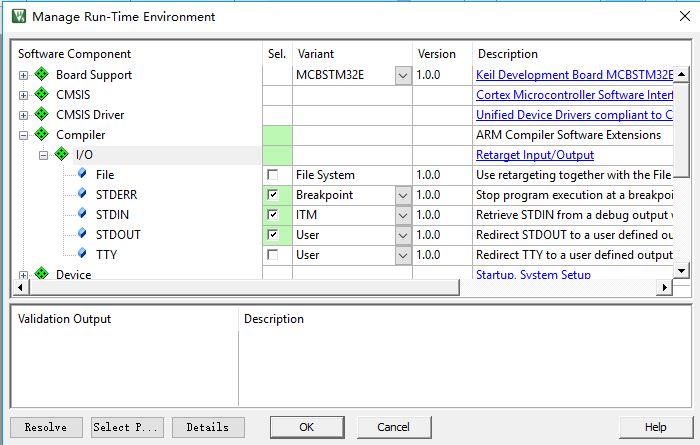 Manage Run-Time Environment
Software Component Sel. Variant Version Description
Board Support MCBSTM32E 1.0.0 Keil Development Board MCBSTM32E
CMSIS Cortex Microcontroller Software Interf
CMSIS Driver Unified Device Drivers compliant to C
Compiler ARM Compiler Software Extensions
I/O Retarget Input/Output
File File System 1.0.0 Use retargeting together with the File
STDERR Breakpoint 1.0.0 Stop program execution at a breakpoi
STDIN ITM 1.0.0 Retrieve STDIN from a debug output
STDOUT User 1.0.0 Redirect STDOUT to a user defined ou
TTY User 1.0.0 Redirect TTY to a user defined output
Device Startup, System Setup
Validation Output Description
Resolve Select P... Details OK Cancel Help